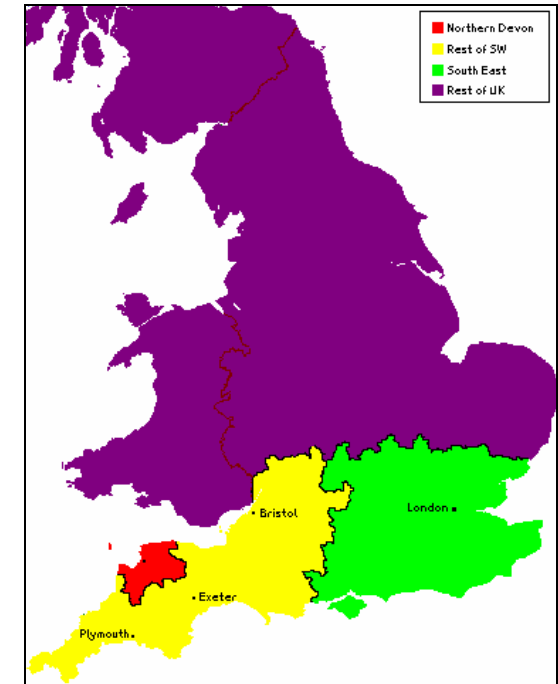 Northern Devon
Rest of SW
South East
Rest of UK
Bristol
London
Exeter
Plymouth